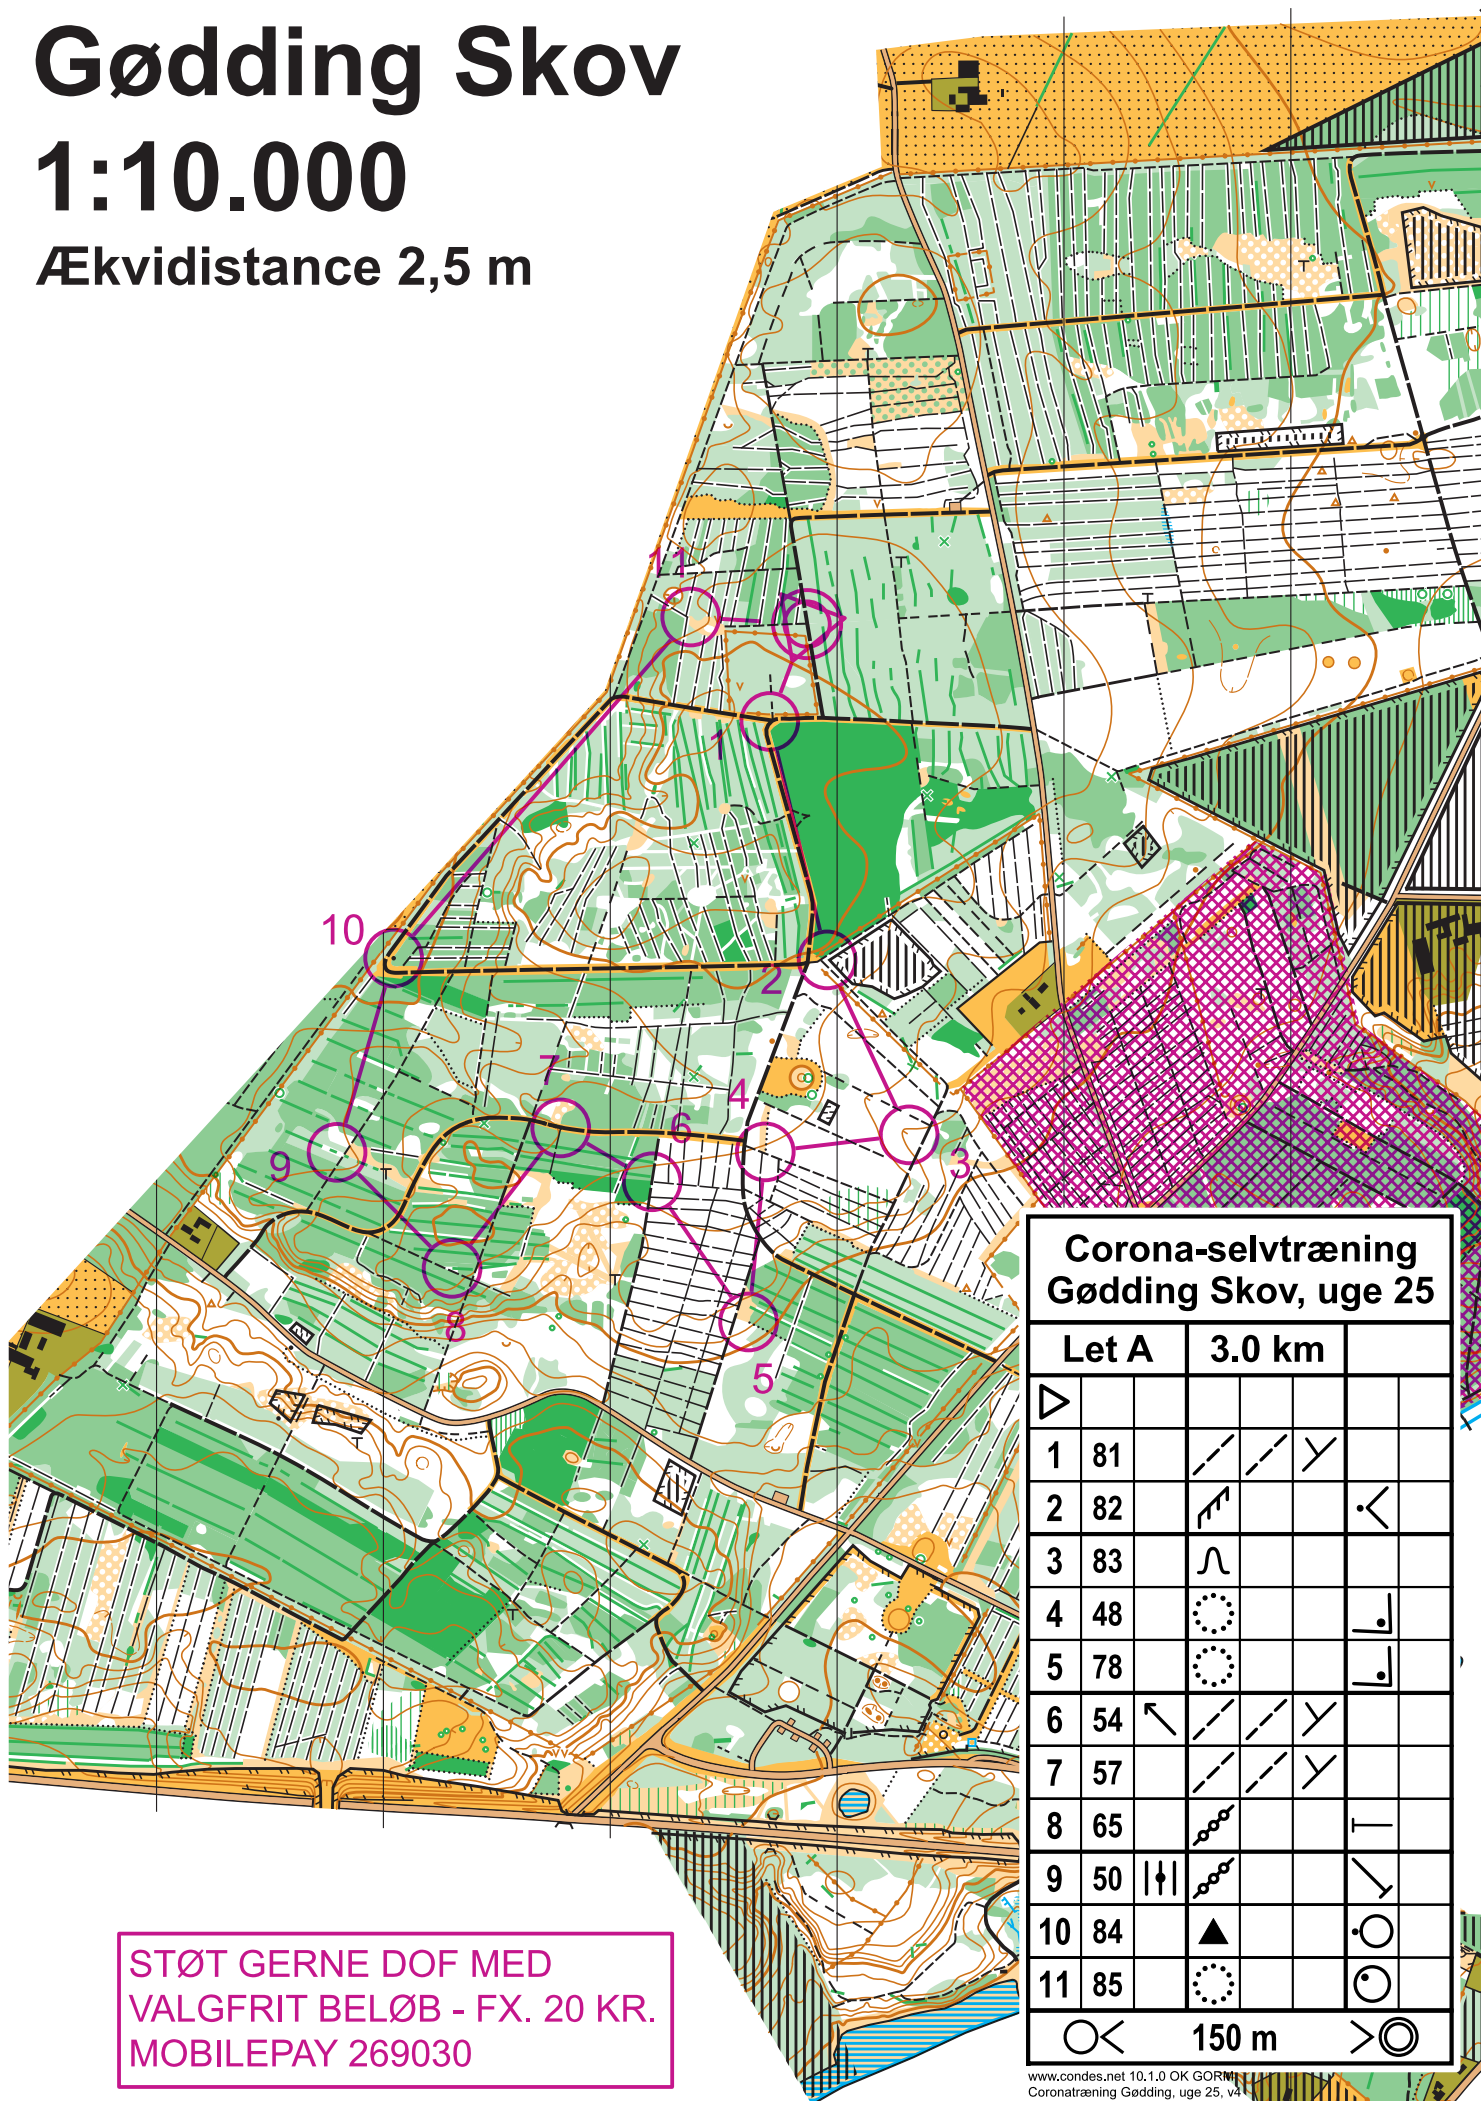 Gødding Skov
1:10.000
Ækvidistance 2,5 m
11
1
10
2
7
4
6
9
3
8
5
Corona-selvtræning
Gødding Skov, uge 25
Let A 3.0 km
1 81
2 82
3 83
4 48
5 78
6 54
7 57
8 65
9 50
10 84
11 85
150 m
www.condes.net 10.1.0 OK GORM
Coronatræning Gødding, uge 25, v4
STØT GERNE DOF MED
VALGFRIT BELØB - FX. 20 KR.
MOBILEPAY 269030